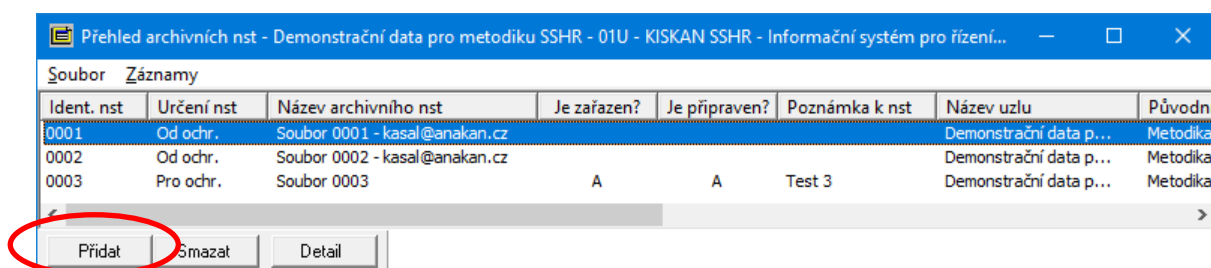 Přehled archivních nst - Demonstrační data pro metodiku SSHR - 01U - KISKAN SSHR - Informační systém pro řízení...
Soubor Záznamy
Ident. nst Určení nst Název archivního nst Je zařazen? Je připraven? Poznámka k nst Název uzlu Původn
0001 Od ochr. Soubor 0001 - kasal@anakan.cz Demonstrační data p... Metodika
0002 Od ochr. Soubor 0002 - kasal@anakan.cz Demonstrační data p... Metodika
0003 Pro ochr. Soubor 0003 A A Test 3 Demonstrační data p... Metodika
Přidat Smazat Detail